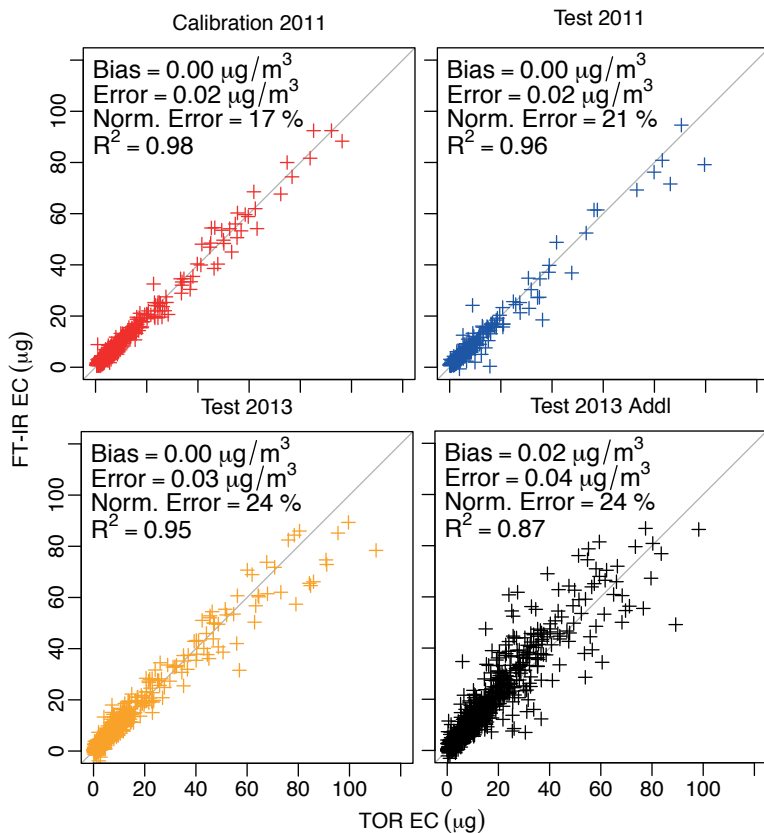 Calibration 2011
Bias = 0.00 μg/m³
Error = 0.02 μg/m³
Norm. Error = 17 %
R² = 0.98
0 20 40 60 80 100
Test 2011
Bias = 0.00 μg/m³
Error = 0.02 μg/m³
Norm. Error = 21 %
R² = 0.96
Test 2013
Bias = 0.00 μg/m³
Error = 0.03 μg/m³
Norm. Error = 24 %
R² = 0.95
0 20 40 60 80 100
0 20 40 60 80 100
Test 2013 Addl
Bias = 0.02 μg/m³
Error = 0.04 μg/m³
Norm. Error = 24 %
R² = 0.87
0 20 40 60 80 100
FT-IR EC (μg)
TOR EC (μg)